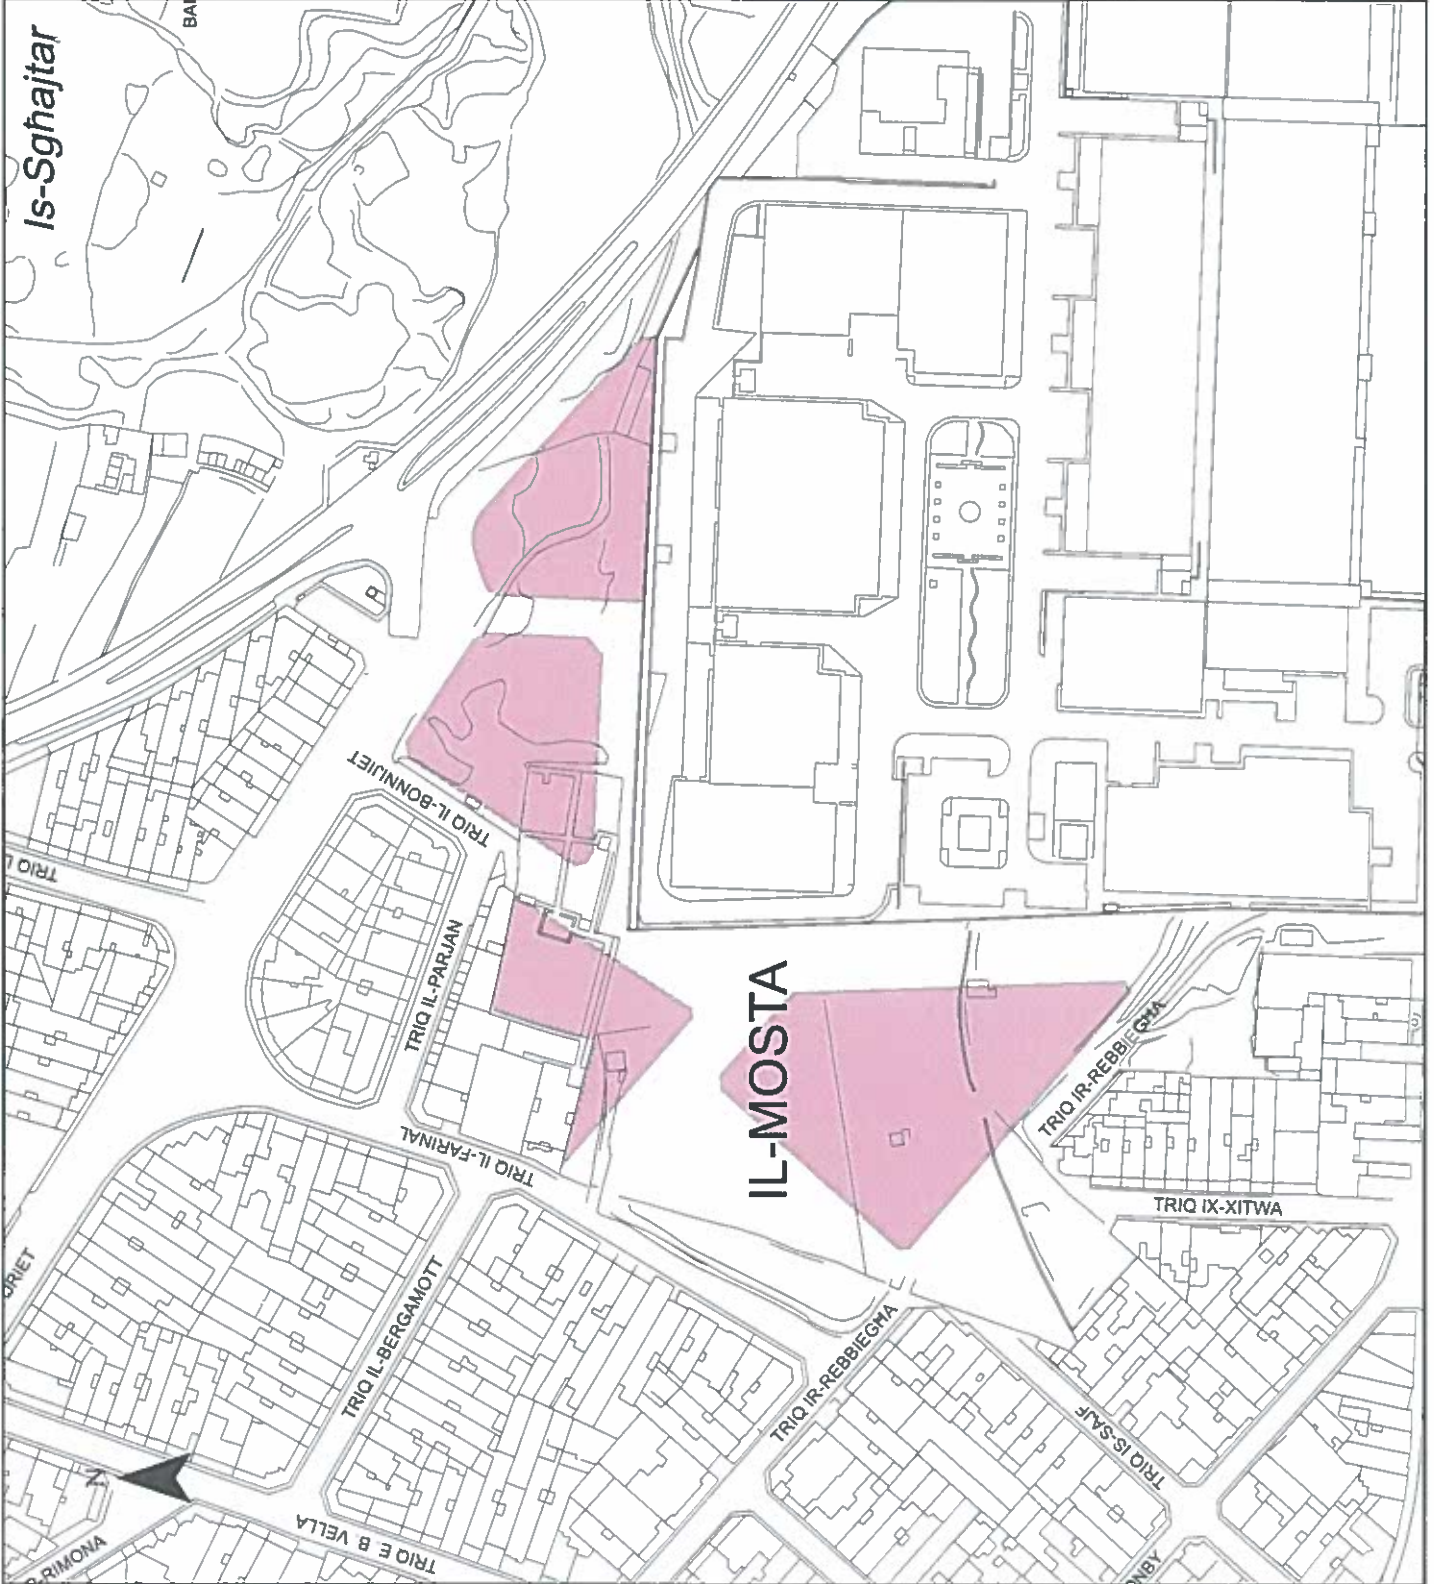 Is-Sghajtar
TRIQ IL-BONNIJIET
TRIQ
TRIQ IL-PARJAN
TRIQ IL-FARINAL
IL-MOSTA
TRIQ IR-REBBIEGHA
TRIQ IX-XITWA
TRIQ IL-BERGAMOTT
TRIQ IR-REBBIEGHA
TRIQ IS-SAJF
N
TRIQ E. B. VELLA